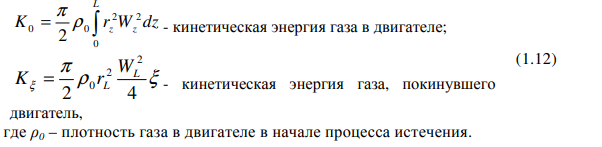 K₀ = π/2 ρ₀ ∫₀ᴸ r_z² W_z² dz - кинетическая энергия газа в двигателе;
(1.12)
K_ξ = π/2 ρ₀ r_L² W_L²/4 ξ - кинетическая энергия газа, покинувшего
двигатель,
где ρ₀ – плотность газа в двигателе в начале процесса истечения.